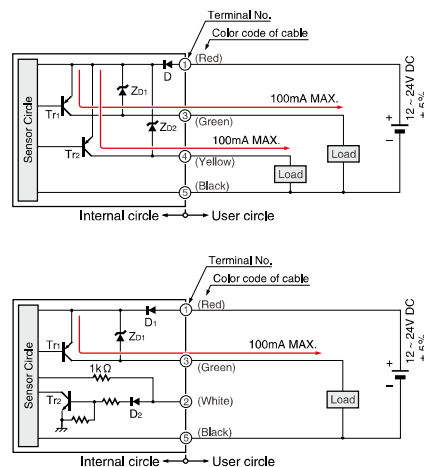 Terminal No.
Color code of cable
Sensor Circle
D
1
(Red)
ZD1
ZD2
100mA MAX.
Tr1
3
(Green)
100mA MAX.
Tr2
4
(Yellow)
Load
Load
12 ~ 24V DC
± 5%
+
−
5
(Black)
Internal circle
User circle
Terminal No.
Color code of cable
Sensor Circle
D1
1
(Red)
ZD1
100mA MAX.
Tr1
3
(Green)
1kΩ
Tr2
D2
2
(White)
Load
12 ~ 24V DC
± 5%
+
−
5
(Black)
Internal circle
User circle